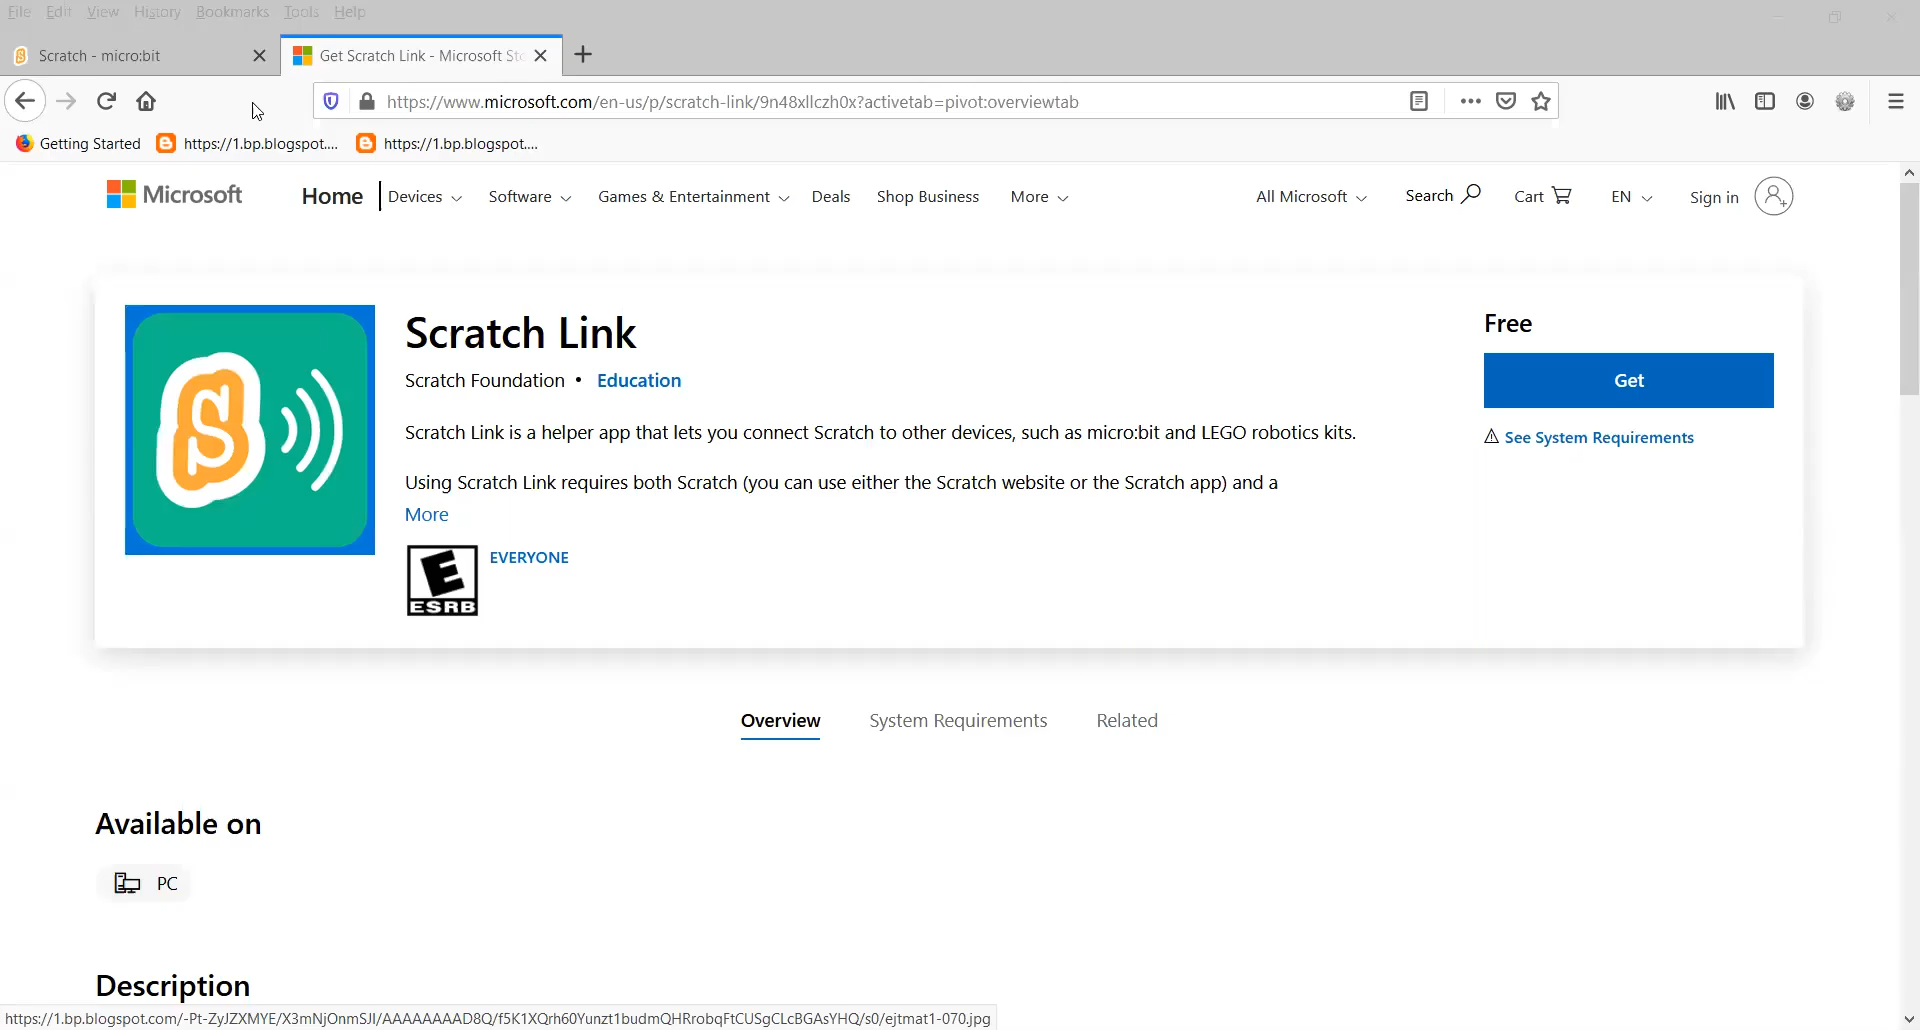 File Edit View History Bookmarks Tools Help
Scratch - micro:bit
Get Scratch Link - Microsoft Sto
https://www.microsoft.com/en-us/p/scratch-link/9n48xllczh0x?activetab=pivot:overviewtab
Getting Started https://1.bp.blogspot.... https://1.bp.blogspot....
Microsoft Home Devices Software Games & Entertainment Deals Shop Business More All Microsoft Search Cart EN Sign in
Scratch Link
Scratch Foundation • Education
Scratch Link is a helper app that lets you connect Scratch to other devices, such as micro:bit and LEGO robotics kits.
Using Scratch Link requires both Scratch (you can use either the Scratch website or the Scratch app) and a
More
E
ESRB
EVERYONE
Free
Get
See System Requirements
Overview System Requirements Related
Available on
PC
Description
https://1.bp.blogspot.com/-Pt-ZyJZXMYE/X3mNjOnmSJI/AAAAAAAAD8Q/f5K1XQrh60Yunzt1budmQHRrobqFtCUSgCLcBGAsYHQ/s0/ejtmat1-070.jpg